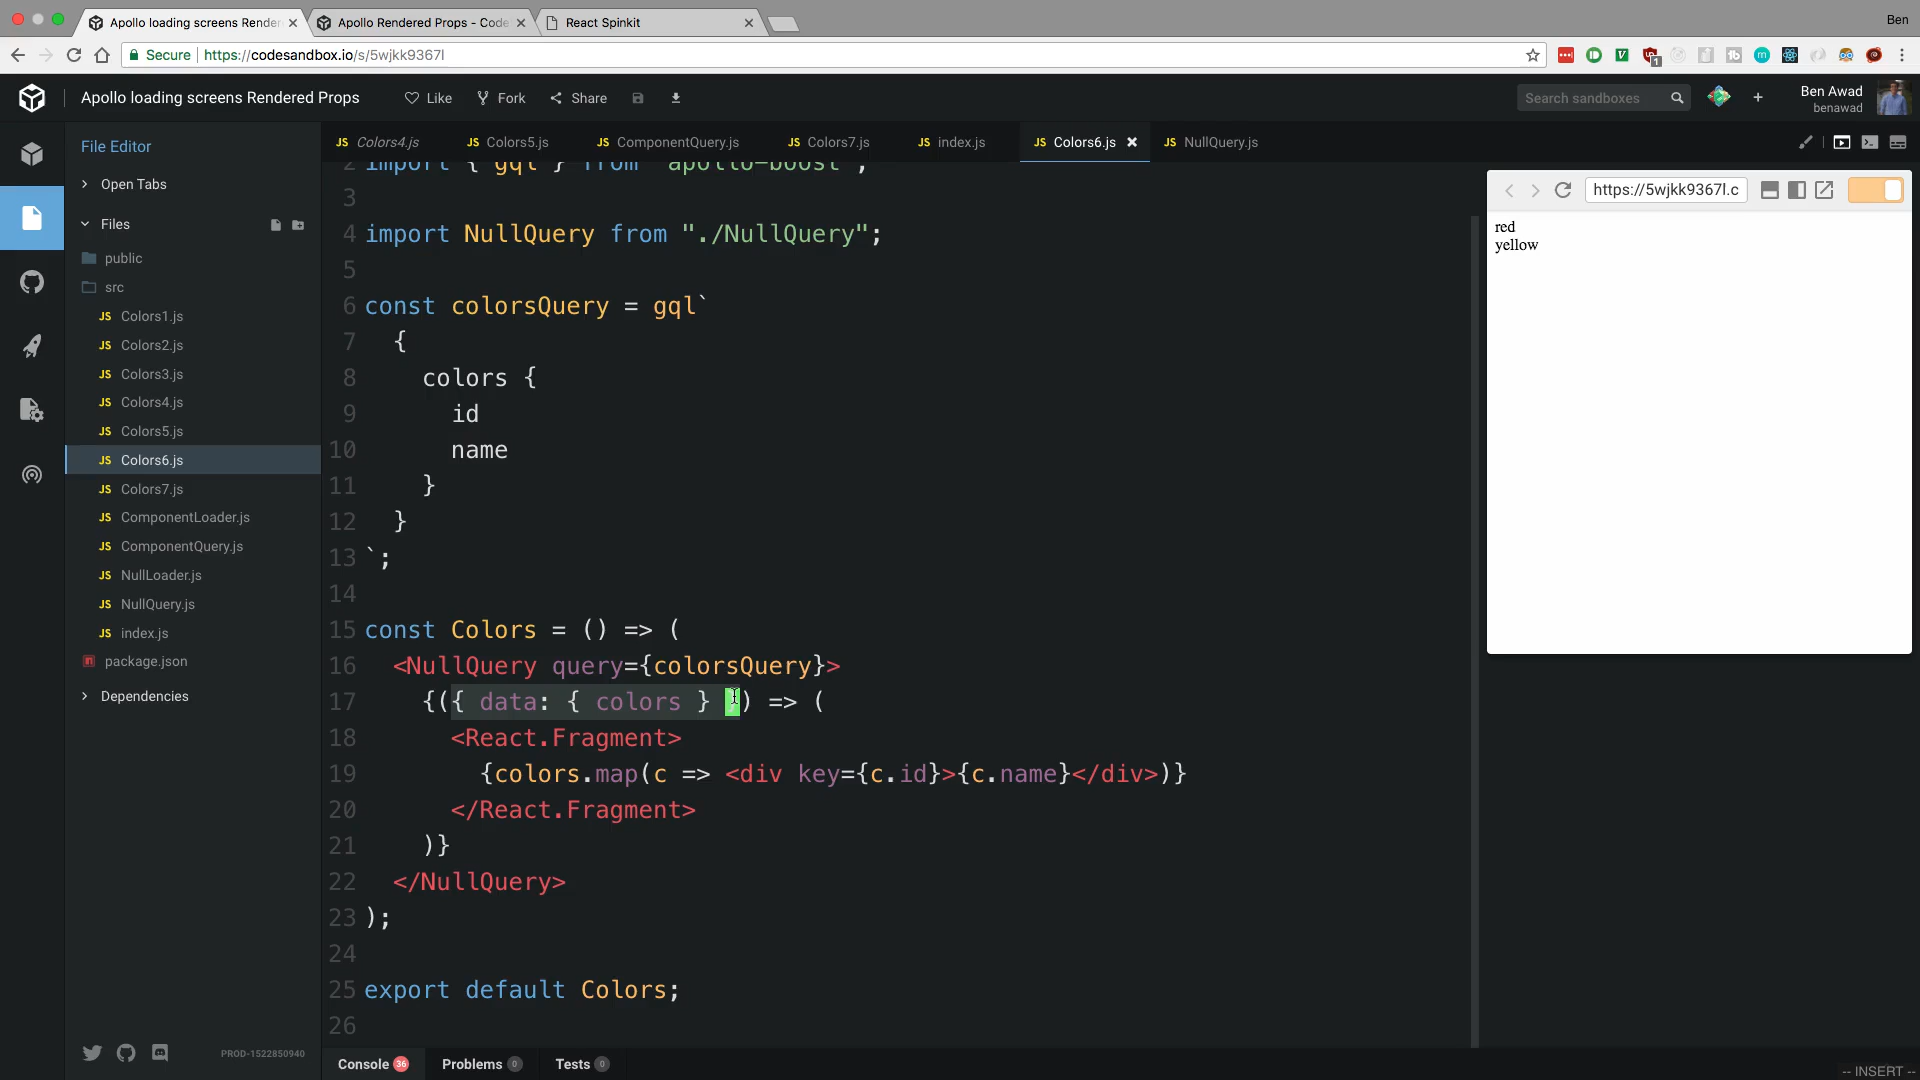 Apollo loading screens Render
Apollo Rendered Props - Code
React Spinkit
Ben
Secure
https://codesandbox.io/s/5wjkk9367l
1
Apollo loading screens Rendered Props
Like
Fork
Share
Search sandboxes
Ben Awad
benawad
File Editor
JS Colors4.js
JS Colors5.js
JS ComponentQuery.js
JS Colors7.js
JS index.js
JS Colors6.js
JS NullQuery.js
Open Tabs
Files
public
src
JS Colors1.js
JS Colors2.js
JS Colors3.js
JS Colors4.js
JS Colors5.js
JS Colors6.js
JS Colors7.js
JS ComponentLoader.js
JS ComponentQuery.js
JS NullLoader.js
JS NullQuery.js
JS index.js
package.json
Dependencies
PROD-1522850940
2 import { gql } from "apollo-boost";
3
4 import NullQuery from "./NullQuery";
5
6 const colorsQuery = gql`
7 {
8 colors {
9 id
10 name
11 }
12 }
13 `;
14
15 const Colors = () => (
16 <NullQuery query={colorsQuery}>
17 {({ data: { colors } }) => (
18 <React.Fragment>
19 {colors.map(c => <div key={c.id}>{c.name}</div>)}
20 </React.Fragment>
21 )}
22 </NullQuery>
23 );
24
25 export default Colors;
26
https://5wjkk9367l.c
red
yellow
Console 36
Problems 0
Tests 0
-- INSERT --